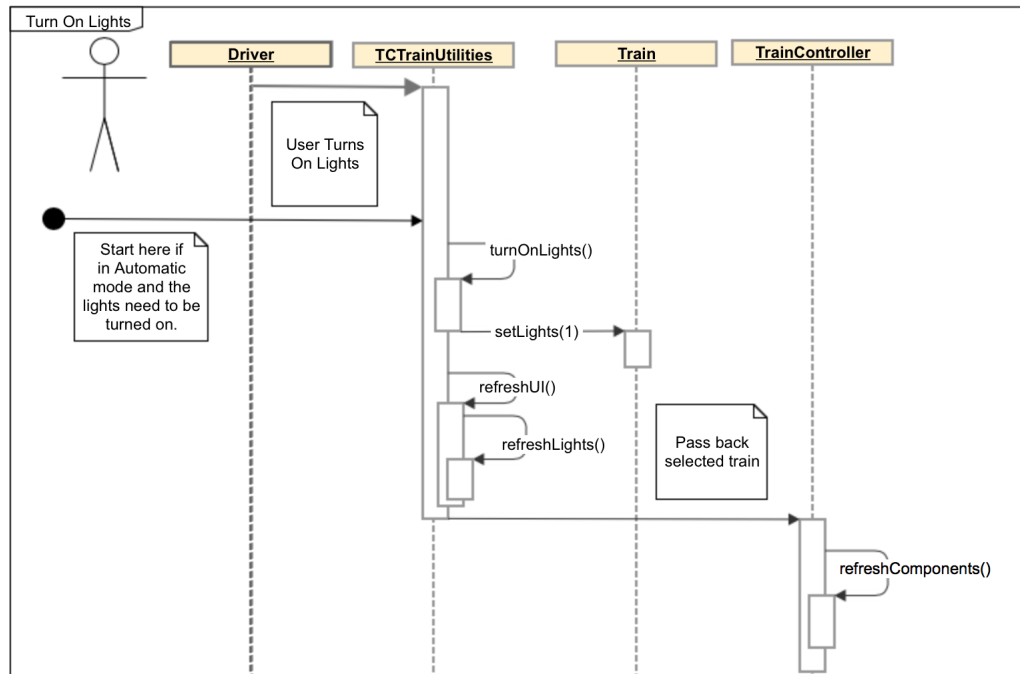 Turn On Lights
Driver
TCTrainUtilities
Train
TrainController
User Turns
On Lights
Start here if
in Automatic
mode and the
lights need to be
turned on.
turnOnLights()
setLights(1)
refreshUI()
refreshLights()
Pass back
selected train
refreshComponents()